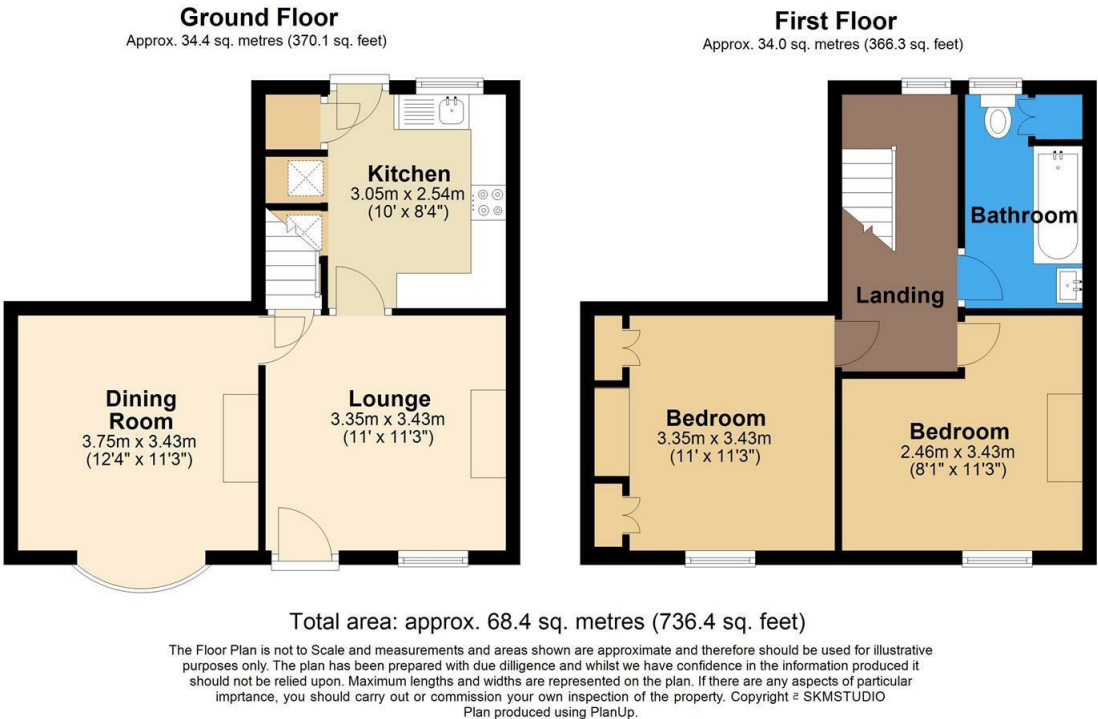 Ground Floor
Approx. 34.4 sq. metres (370.1 sq. feet)
Kitchen
3.05m x 2.54m
(10' x 8'4")
Dining
Room
3.75m x 3.43m
(12'4" x 11'3")
Lounge
3.35m x 3.43m
(11' x 11'3")
First Floor
Approx. 34.0 sq. metres (366.3 sq. feet)
Bathroom
Landing
Bedroom
3.35m x 3.43m
(11' x 11'3")
Bedroom
2.46m x 3.43m
(8'1" x 11'3")
Total area: approx. 68.4 sq. metres (736.4 sq. feet)
The Floor Plan is not to Scale and measurements and areas shown are approximate and therefore should be used for illustrative
purposes only. The plan has been prepared with due dilligence and whilst we have confidence in the information produced it
should not be relied upon. Maximum lengths and widths are represented on the plan. If there are any aspects of particular
imprtance, you should carry out or commission your own inspection of the property. Copyright SKMSTUDIO
Plan produced using PlanUp.